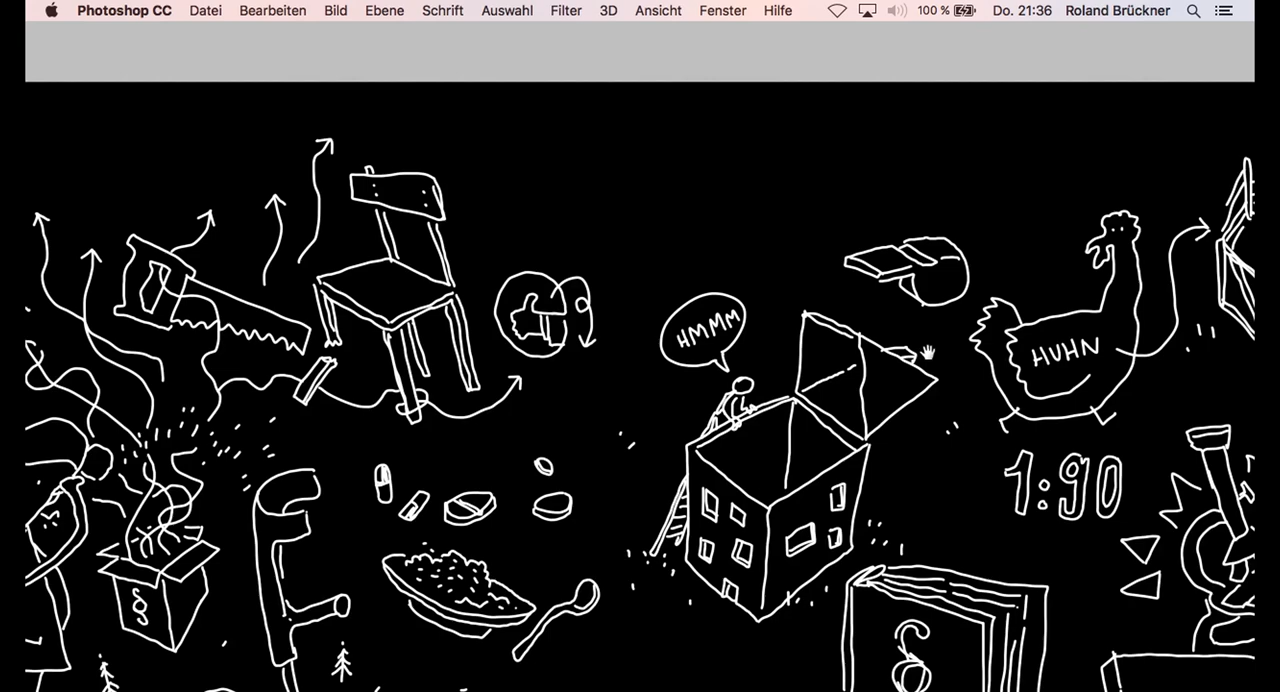 Photoshop CC Datei Bearbeiten Bild Ebene Schrift Auswahl Filter 3D Ansicht Fenster Hilfe 100 % Do. 21:36 Roland Brückner
HMMM
HUHN
1:90
§
§